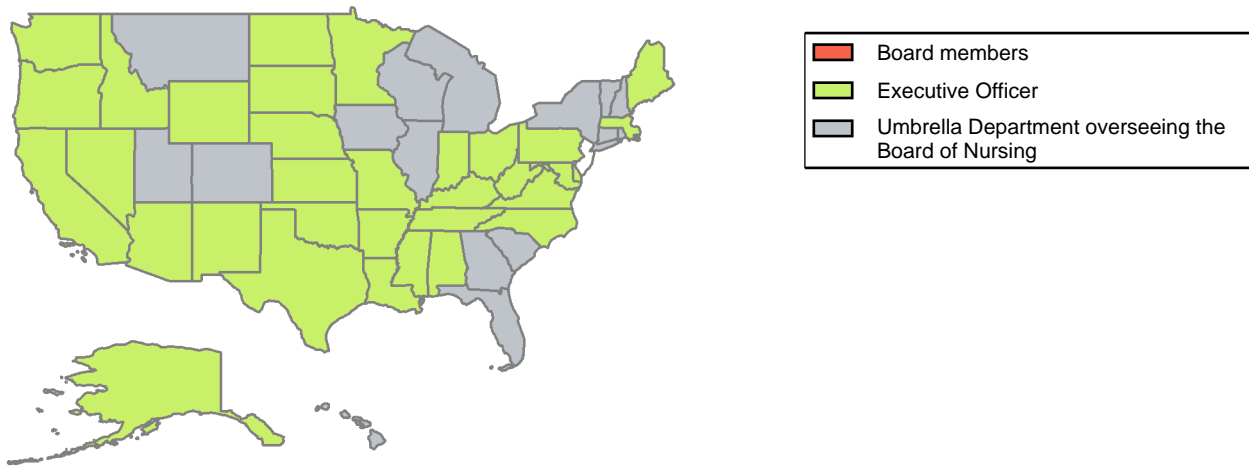 Board members
Executive Officer
Umbrella Department overseeing the
Board of Nursing